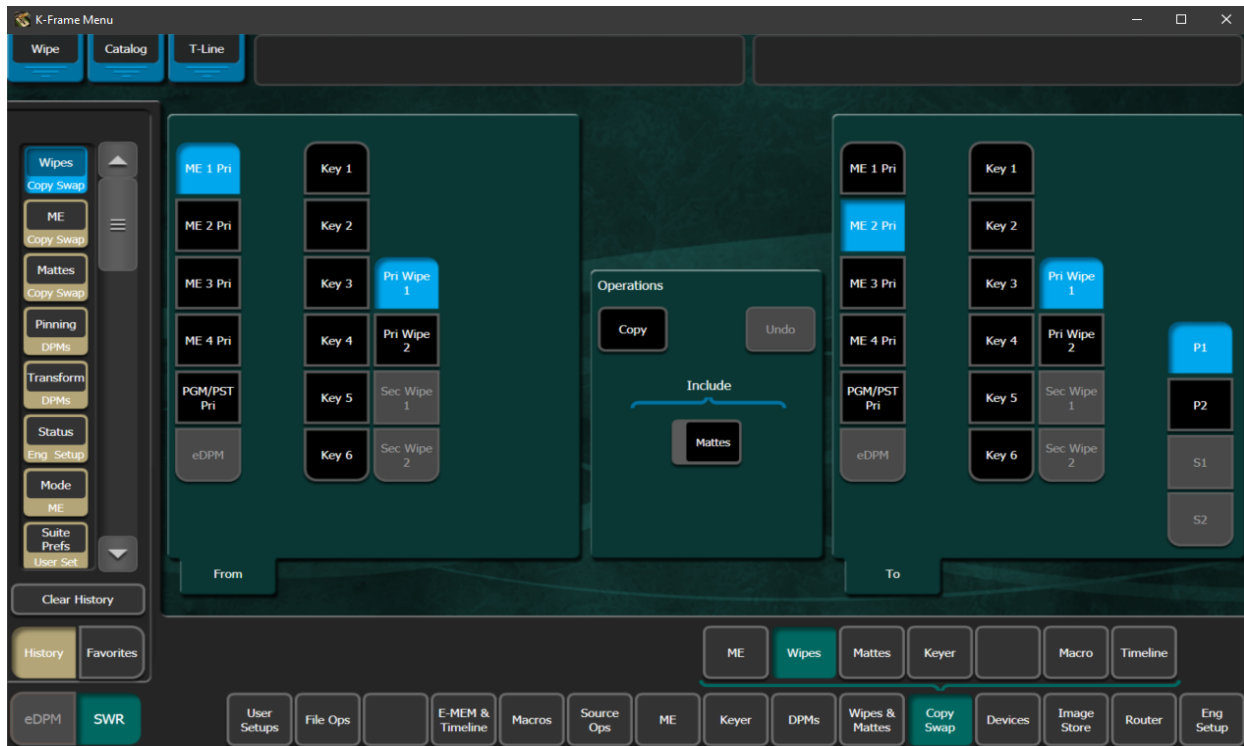 K-Frame Menu
Wipe
Catalog
T-Line
Wipes
Copy Swap
ME
Copy Swap
Mattes
Copy Swap
Pinning
DPMs
Transform
DPMs
Status
Eng Setup
Mode
ME
Suite
Prefs
User Set
Clear History
History
Favorites
eDPM
SWR
ME 1 Pri
ME 2 Pri
ME 3 Pri
ME 4 Pri
PGM/PST
Pri
eDPM
Key 1
Key 2
Key 3
Key 4
Key 5
Key 6
Pri Wipe
1
Pri Wipe
2
Sec Wipe
1
Sec Wipe
2
From
Operations
Copy
Undo
Include
Mattes
ME 1 Pri
ME 2 Pri
ME 3 Pri
ME 4 Pri
PGM/PST
Pri
eDPM
Key 1
Key 2
Key 3
Key 4
Key 5
Key 6
Pri Wipe
1
Pri Wipe
2
Sec Wipe
1
Sec Wipe
2
P1
P2
S1
S2
To
ME
Wipes
Mattes
Keyer
Macro
Timeline
User
Setups
File Ops
E-MEM &
Timeline
Macros
Source
Ops
ME
Keyer
DPMs
Wipes &
Mattes
Copy
Swap
Devices
Image
Store
Router
Eng
Setup